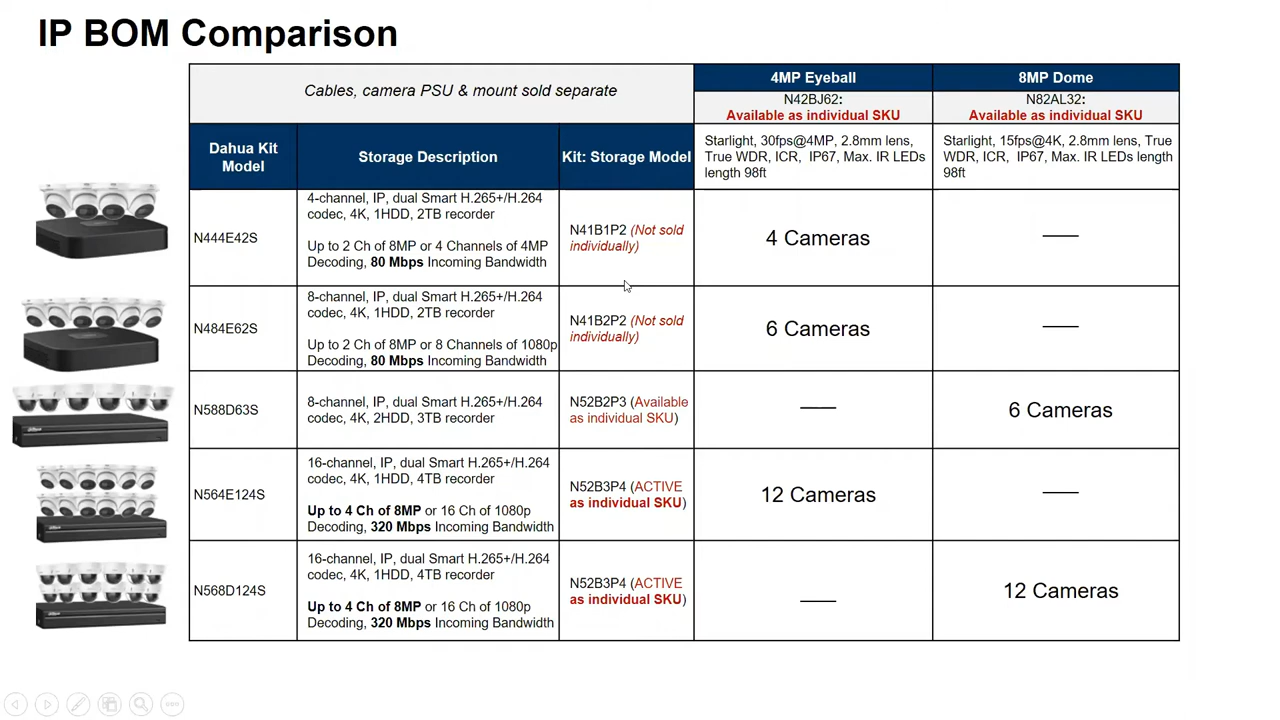 IP BOM Comparison
Cables, camera PSU & mount sold separate
4MP Eyeball
8MP Dome
N42BJ62:
Available as individual SKU
N82AL32:
Available as individual SKU
Dahua Kit
Model
Storage Description
Kit: Storage Model
Starlight, 30fps@4MP, 2.8mm lens,
True WDR, ICR, IP67, Max. IR LEDs
length 98ft
Starlight, 15fps@4K, 2.8mm lens, True
WDR, ICR, IP67, Max. IR LEDs length
98ft
N444E42S
4-channel, IP, dual Smart H.265+/H.264
codec, 4K, 1HDD, 2TB recorder
Up to 2 Ch of 8MP or 4 Channels of 4MP
Decoding, 80 Mbps Incoming Bandwidth
N41B1P2 (Not sold
individually)
4 Cameras
N484E62S
8-channel, IP, dual Smart H.265+/H.264
codec, 4K, 1HDD, 2TB recorder
Up to 2 Ch of 8MP or 8 Channels of 1080p
Decoding, 80 Mbps Incoming Bandwidth
N41B2P2 (Not sold
individually)
6 Cameras
N588D63S
8-channel, IP, dual Smart H.265+/H.264
codec, 4K, 2HDD, 3TB recorder
N52B2P3 (Available
as individual SKU)
6 Cameras
N564E124S
16-channel, IP, dual Smart H.265+/H.264
codec, 4K, 1HDD, 4TB recorder
Up to 4 Ch of 8MP or 16 Ch of 1080p
Decoding, 320 Mbps Incoming Bandwidth
N52B3P4 (ACTIVE
as individual SKU)
12 Cameras
N568D124S
16-channel, IP, dual Smart H.265+/H.264
codec, 4K, 1HDD, 4TB recorder
Up to 4 Ch of 8MP or 16 Ch of 1080p
Decoding, 320 Mbps Incoming Bandwidth
N52B3P4 (ACTIVE
as individual SKU)
12 Cameras